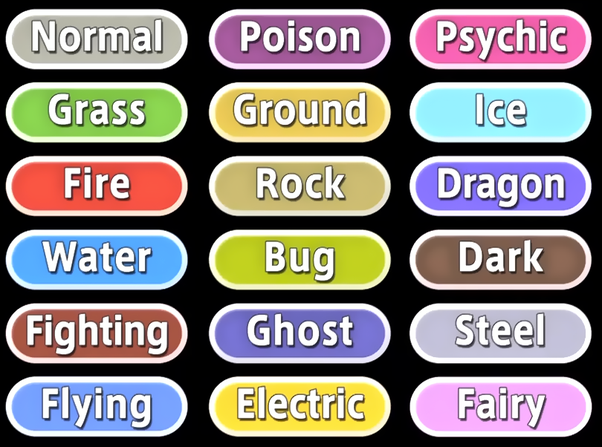 Normal
Poison
Psychic
Grass
Ground
Ice
Fire
Rock
Dragon
Water
Bug
Dark
Fighting
Ghost
Steel
Flying
Electric
Fairy